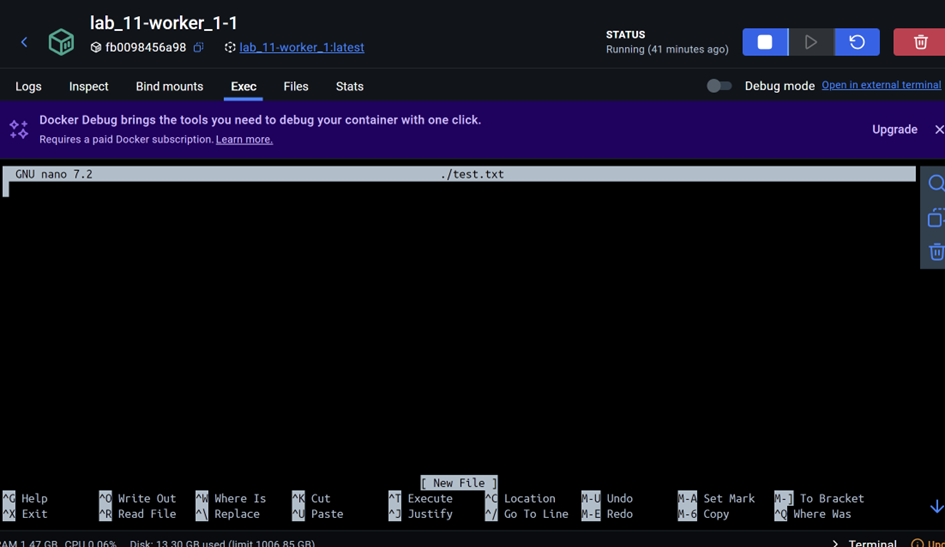 lab_11-worker_1-1
fb0098456a98 lab_11-worker_1:latest
STATUS
Running (41 minutes ago)
Logs Inspect Bind mounts Exec Files Stats Debug mode Open in external terminal
Docker Debug brings the tools you need to debug your container with one click.
Requires a paid Docker subscription. Learn more.
Upgrade
GNU nano 7.2 ./test.txt
[ New File ]
^G Help ^O Write Out ^W Where Is ^K Cut ^T Execute ^C Location M-U Undo M-A Set Mark M-] To Bracket
^X Exit ^R Read File ^\ Replace ^U Paste ^J Justify ^/ Go To Line M-E Redo M-6 Copy ^Q Where Was
1.47 GB CPU 0.06% Disk: 13.30 GB used (limit 1006.85 GB) Terminal